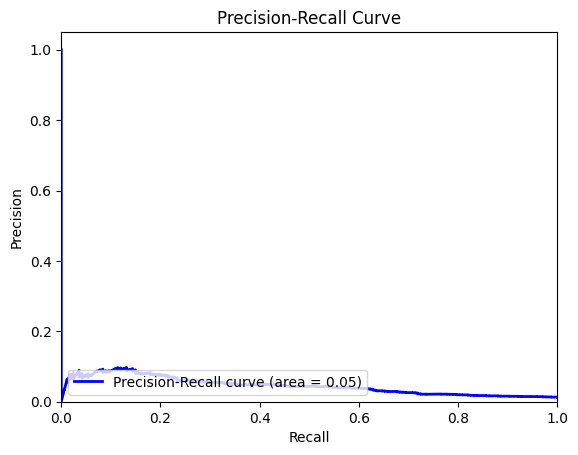 Precision-Recall Curve
1.0
0.8
0.6
0.4
0.2
0.0
Precision
Precision-Recall curve (area = 0.05)
0.0 0.2 0.4 0.6 0.8 1.0
Recall